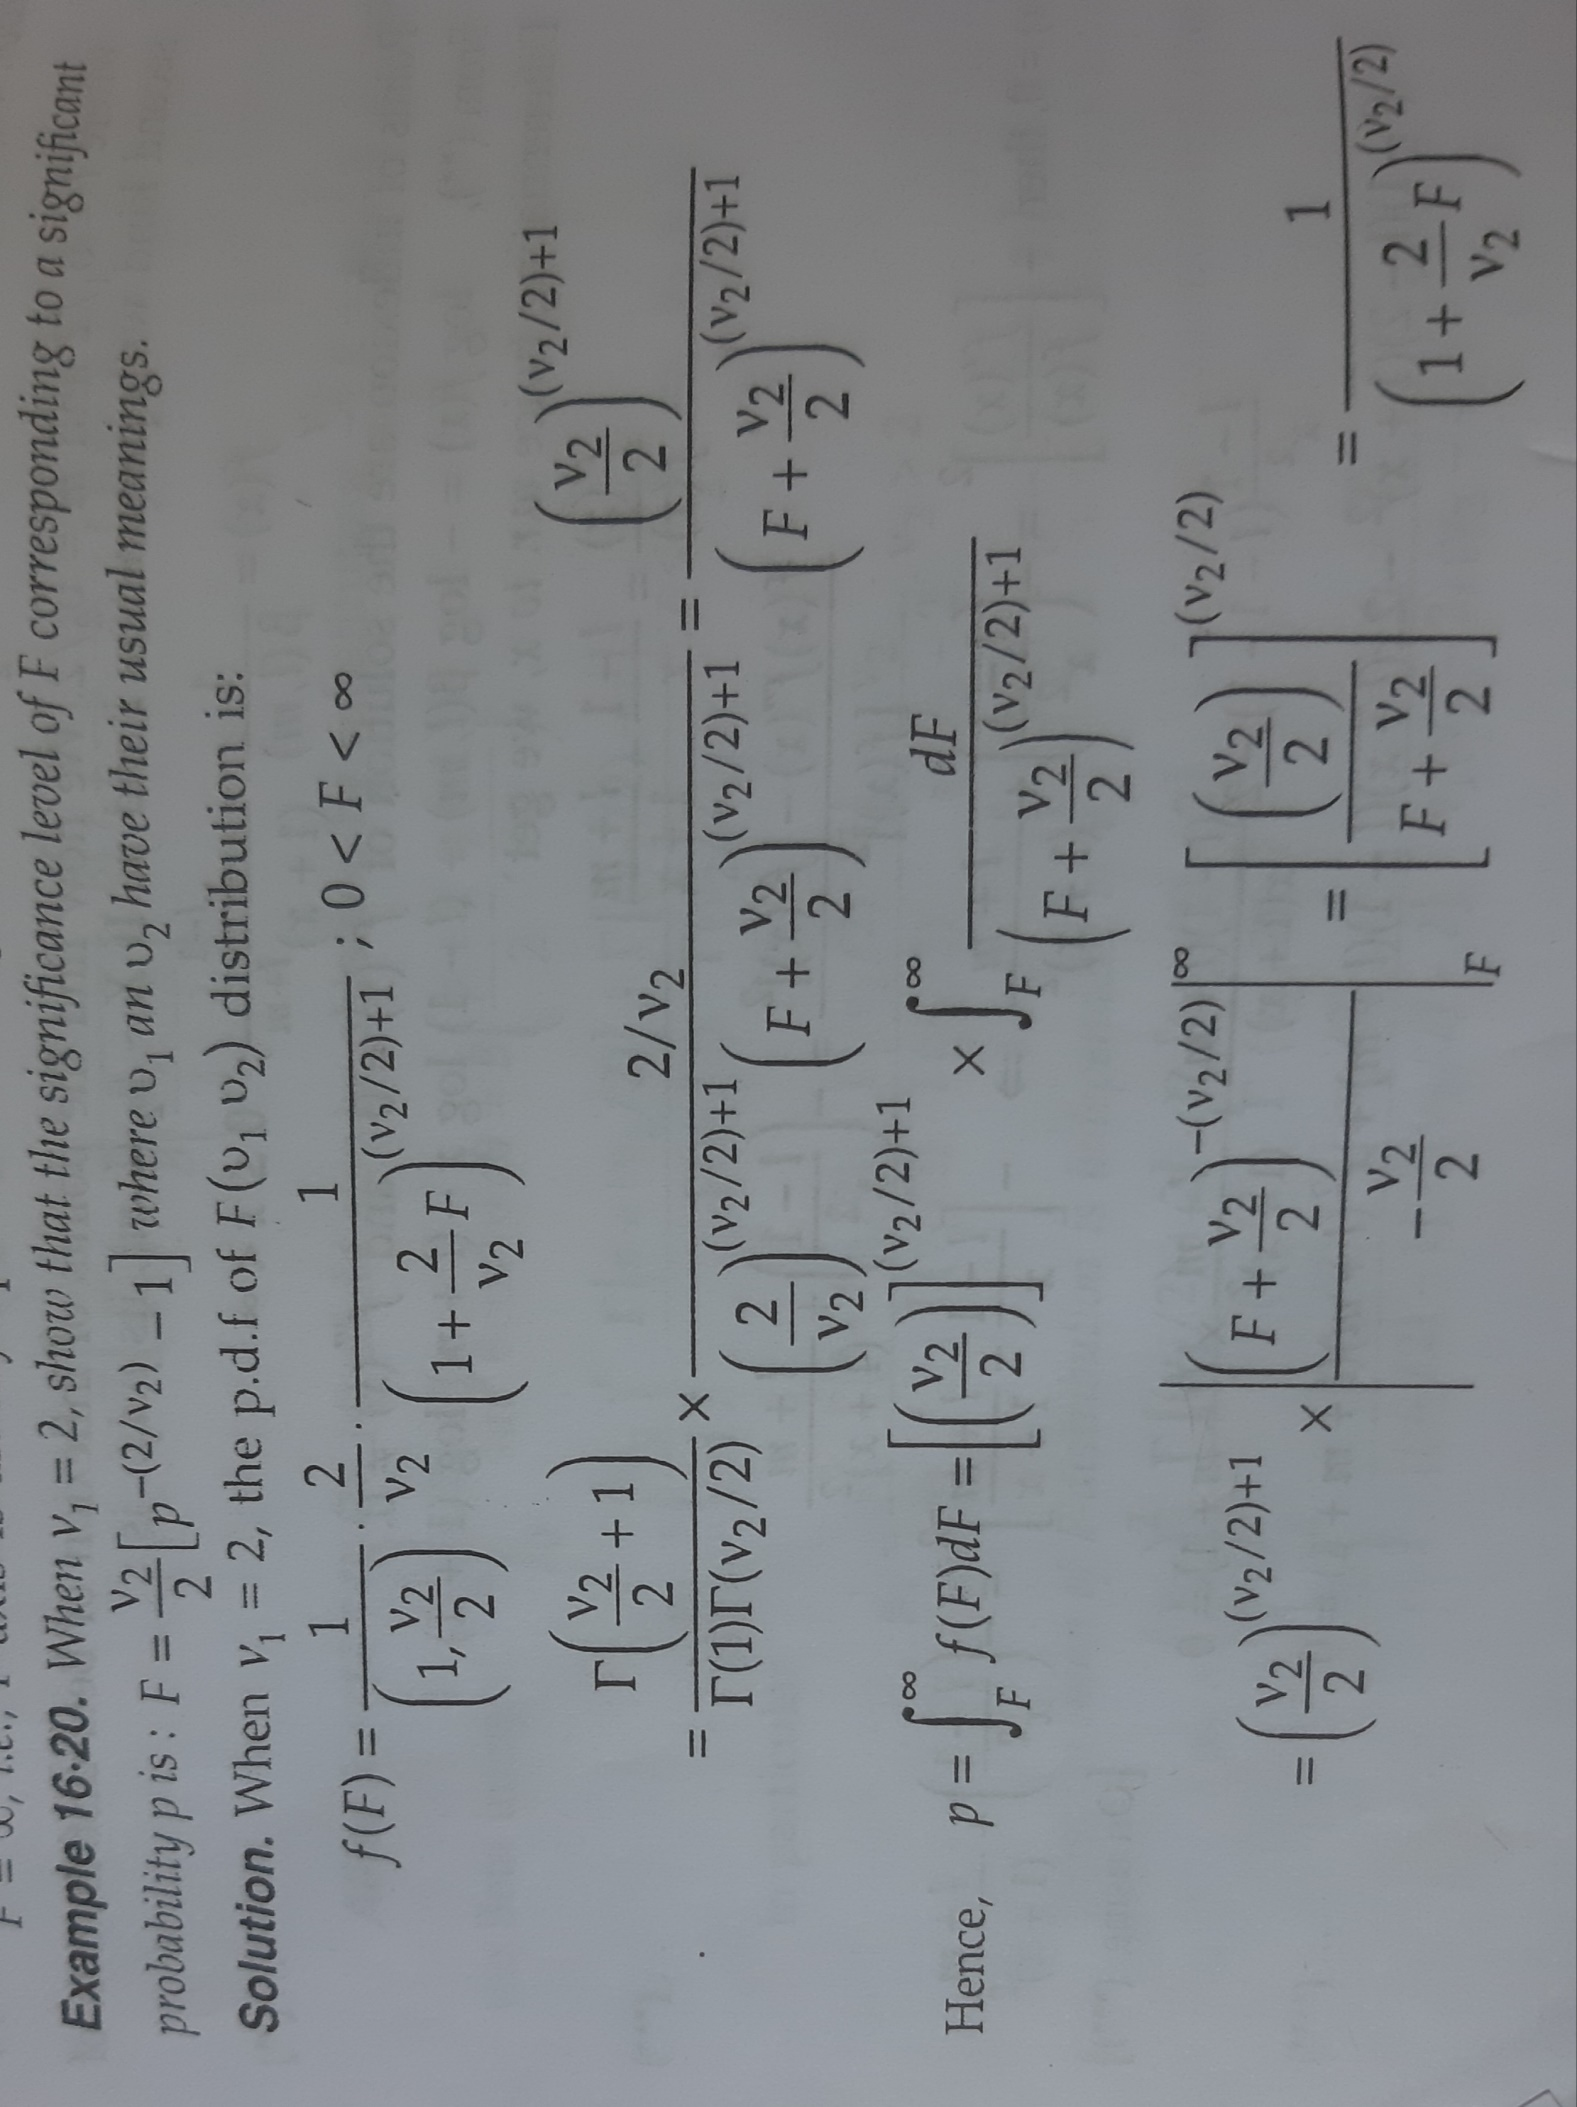 Example 16·20. When ν₁ = 2, show that the significance level of F corresponding to a significant
probability p is : F = ν₂/2 [p^–(2/ν₂) – 1] where υ₁ an υ₂ have their usual meanings.
Solution. When ν₁ = 2, the p.d.f of F(υ₁ υ₂) distribution is:
f(F) = 1/(1, ν₂/2) · 2/ν₂ · 1/(1 + 2/ν₂ F)^((ν₂/2)+1) ; 0 < F < ∞
= Γ(ν₂/2 + 1)/(Γ(1)Γ(ν₂/2)) × (2/ν₂)/((2/ν₂)^((ν₂/2)+1) (F + ν₂/2)^((ν₂/2)+1)) = (ν₂/2)^((ν₂/2)+1)/(F + ν₂/2)^((ν₂/2)+1)
Hence, p = ∫_F^∞ f(F)dF = [(ν₂/2)]^((ν₂/2)+1) × ∫_F^∞ dF/(F + ν₂/2)^((ν₂/2)+1)
= (ν₂/2)^((ν₂/2)+1) × |(F + ν₂/2)^–(ν₂/2)/(–ν₂/2)|_F^∞ = [(ν₂/2)/(F + ν₂/2)]^(ν₂/2) = 1/(1 + 2/ν₂ F)^(ν₂/2)